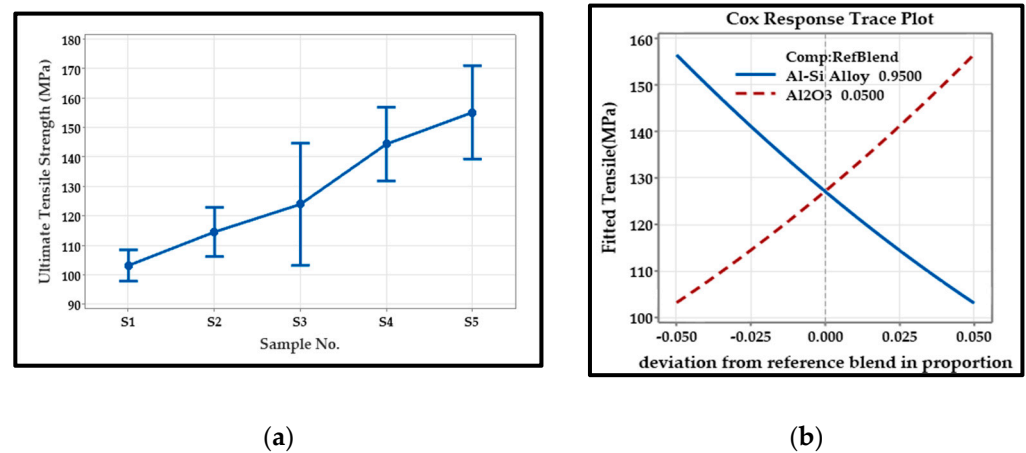 180
170
160
150
140
130
120
110
100
90
Ultimate Tensile Strength (MPa)
S1 S2 S3 S4 S5
Sample No.
(a)
Cox Response Trace Plot
160
150
140
130
120
110
100
Fitted Tensile(MPa)
Comp:RefBlend
Al-Si Alloy 0.9500
Al2O3 0.0500
-0.050 -0.025 0.000 0.025 0.050
deviation from reference blend in proportion
(b)